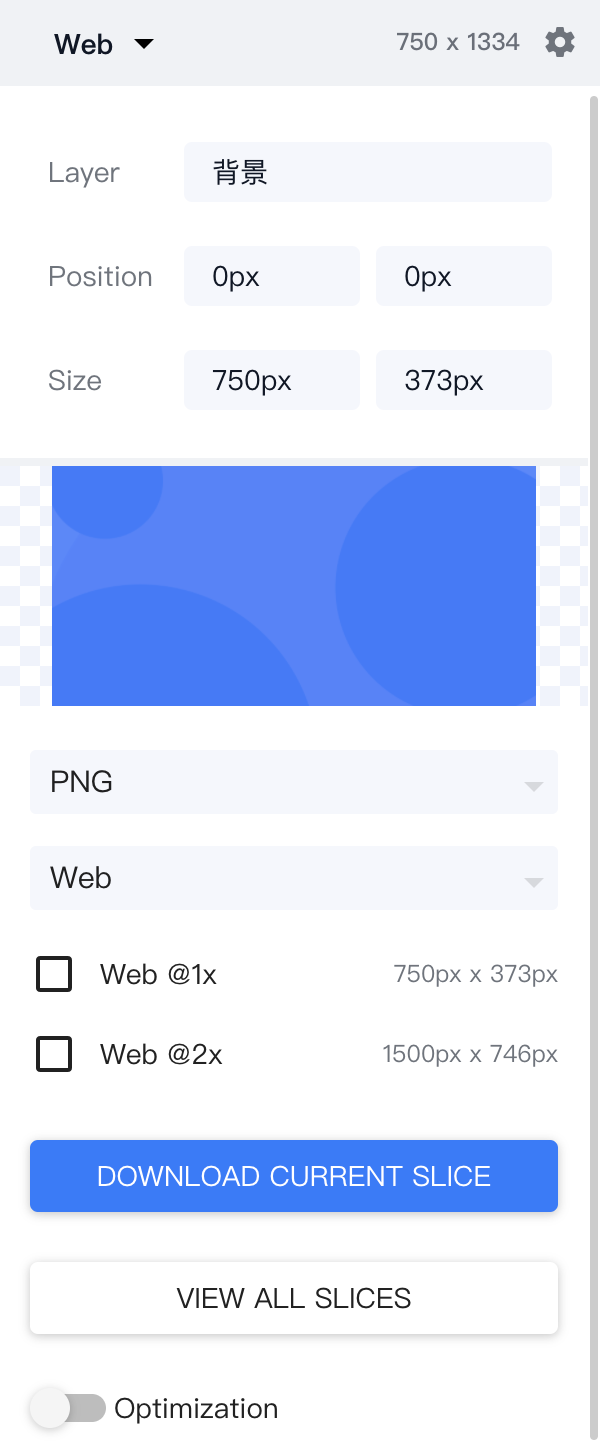 Web 750 x 1334
Layer 背景
Position 0px 0px
Size 750px 373px
PNG
Web
Web @1x 750px x 373px
Web @2x 1500px x 746px
DOWNLOAD CURRENT SLICE
VIEW ALL SLICES
Optimization